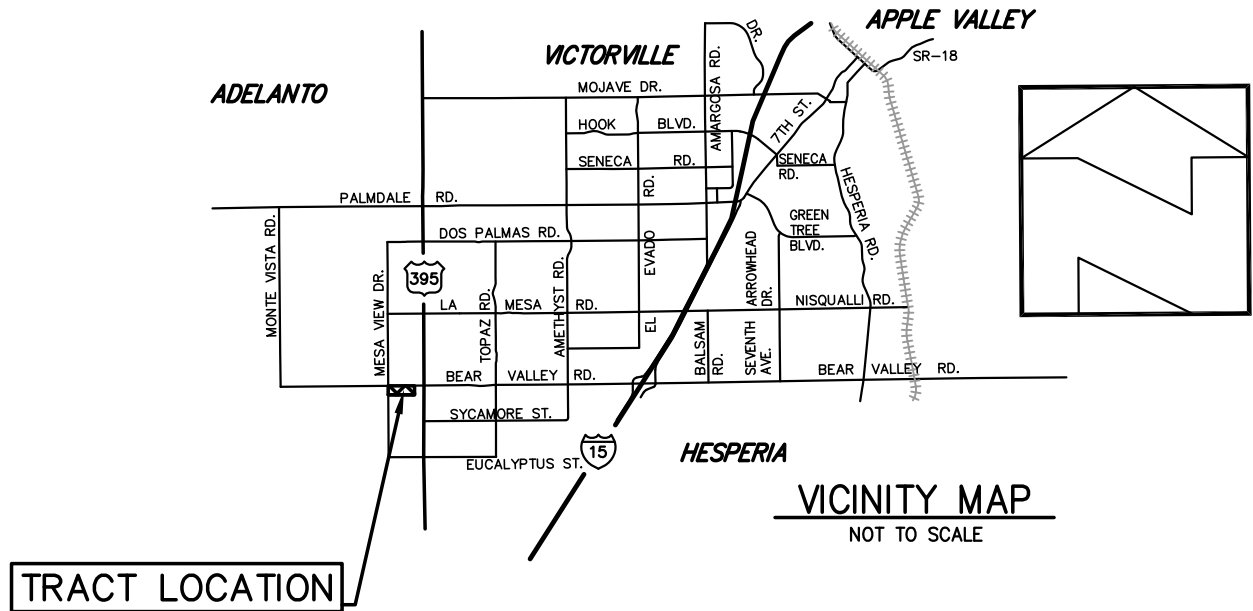 APPLE VALLEY
VICTORVILLE
DR.
SR-18
ADELANTO
MOJAVE DR.
AMARGOSA RD.
7TH ST.
HOOK BLVD.
SENECA RD.
SENECA
RD.
PALMDALE RD.
RD.
HESPERIA RD.
MONTE VISTA RD.
DOS PALMAS RD.
GREEN
TREE
BLVD.
EVADO
ARROWHEAD
DR.
MESA VIEW DR.
395
TOPAZ RD.
AMETHYST RD.
LA MESA RD.
NISQUALLI RD.
EL
BALSAM
RD.
SEVENTH
AVE.
BEAR VALLEY RD.
BEAR VALLEY RD.
SYCAMORE ST.
15
EUCALYPTUS ST.
HESPERIA
VICINITY MAP
NOT TO SCALE
TRACT LOCATION